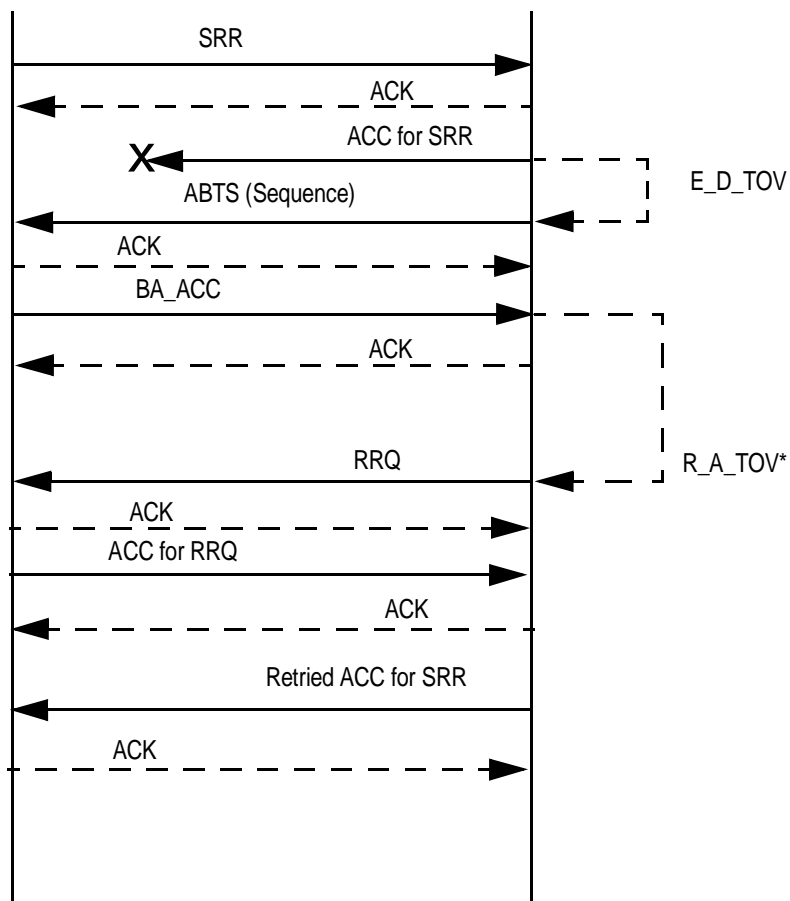 SRR
ACK
ACC for SRR
X
E_D_TOV
ABTS (Sequence)
ACK
BA_ACC
ACK
RRQ
R_A_TOV*
ACK
ACC for RRQ
ACK
Retried ACC for SRR
ACK